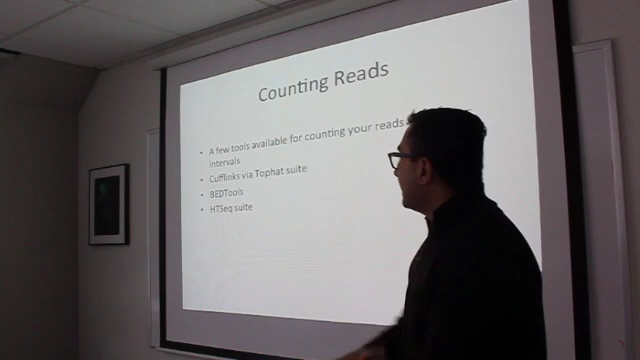 Counting Reads
• A few tools available for counting your reads
intervals
• Cufflinks via Tophat suite
• BEDTools
• HTSeq suite